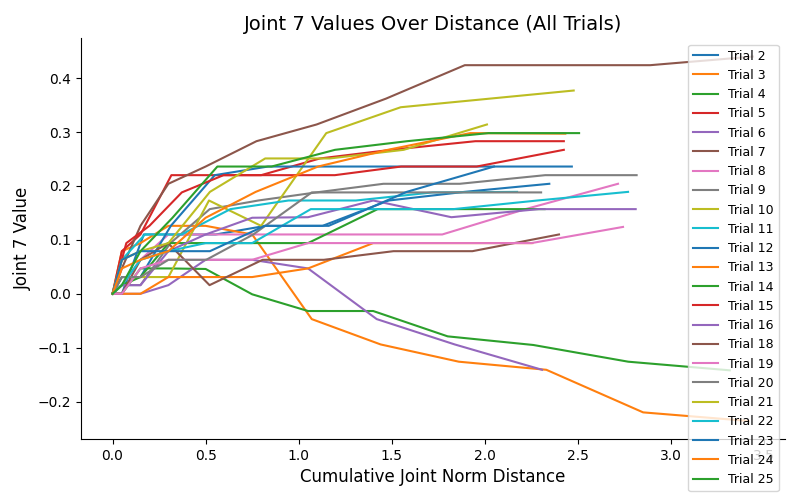 Joint 7 Values Over Distance (All Trials)
Joint 7 Value
0.4
0.3
0.2
0.1
0.0
−0.1
−0.2
0.0 0.5 1.0 1.5 2.0 2.5 3.0 3.5
Cumulative Joint Norm Distance
Trial 2
Trial 3
Trial 4
Trial 5
Trial 6
Trial 7
Trial 8
Trial 9
Trial 10
Trial 11
Trial 12
Trial 13
Trial 14
Trial 15
Trial 16
Trial 18
Trial 19
Trial 20
Trial 21
Trial 22
Trial 23
Trial 24
Trial 25